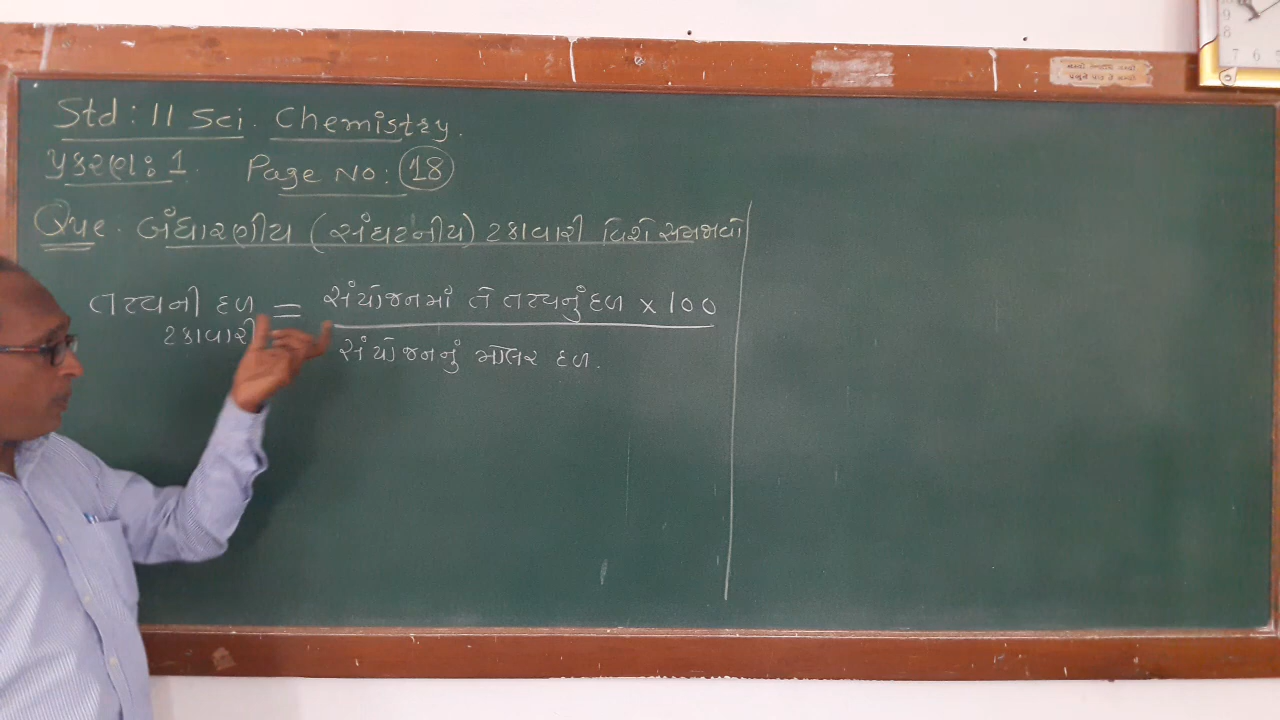 Std : 11 Sci. Chemistry.
પ્રકરણ: 1. Page No: 18
Que. બંધારણીય (સંઘટનીય) ટકાવારી વિશે સમજાવો
તત્વની દળ ટકાવારી = સંયોજનમાં તે તત્વનું દળ × 100
સંયોજનનું મોલર દળ.